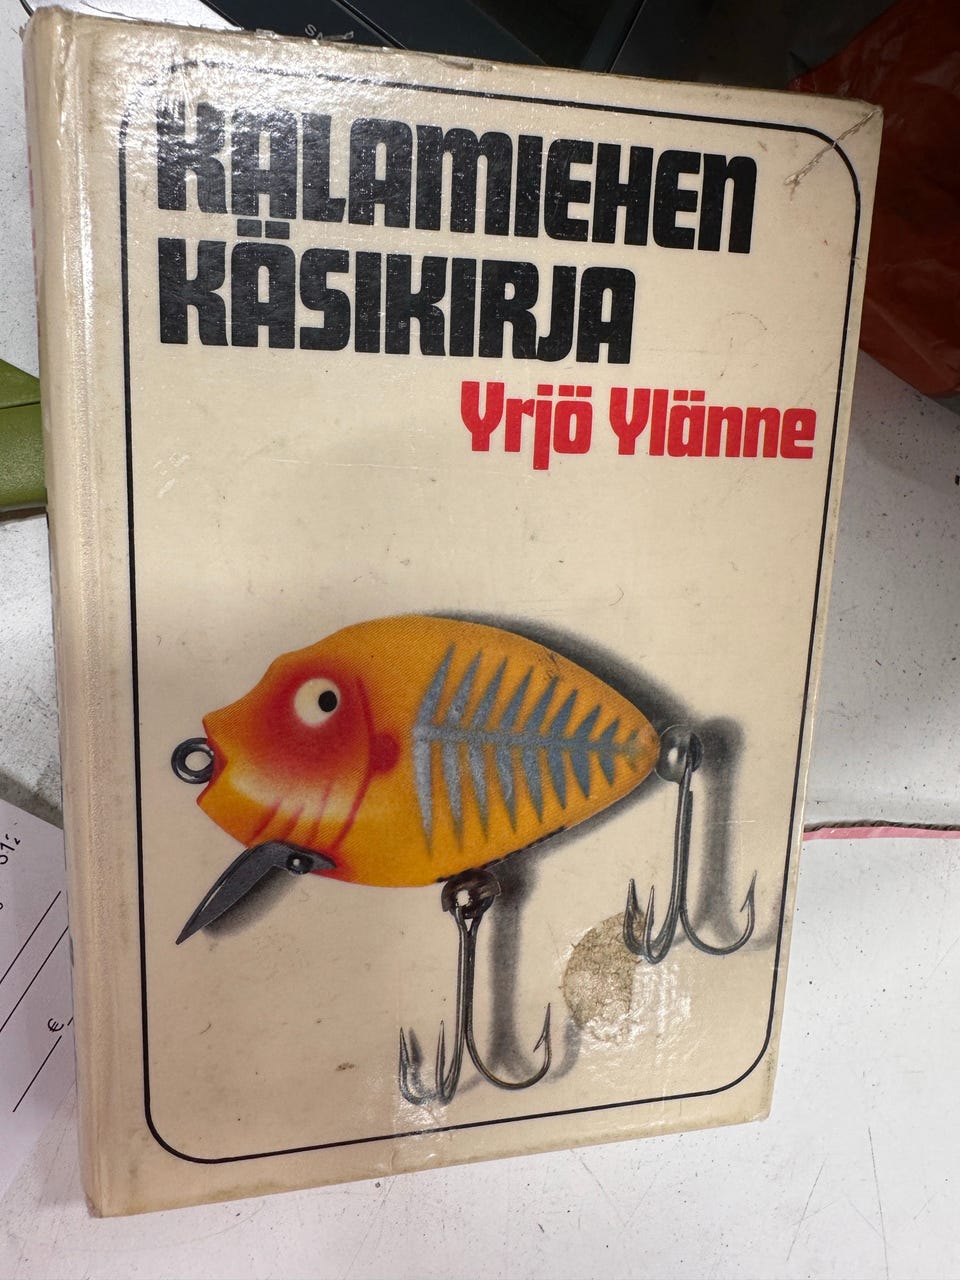 KALAMIEHEN
KÄSIKIRJA
Yrjö Ylänne
€